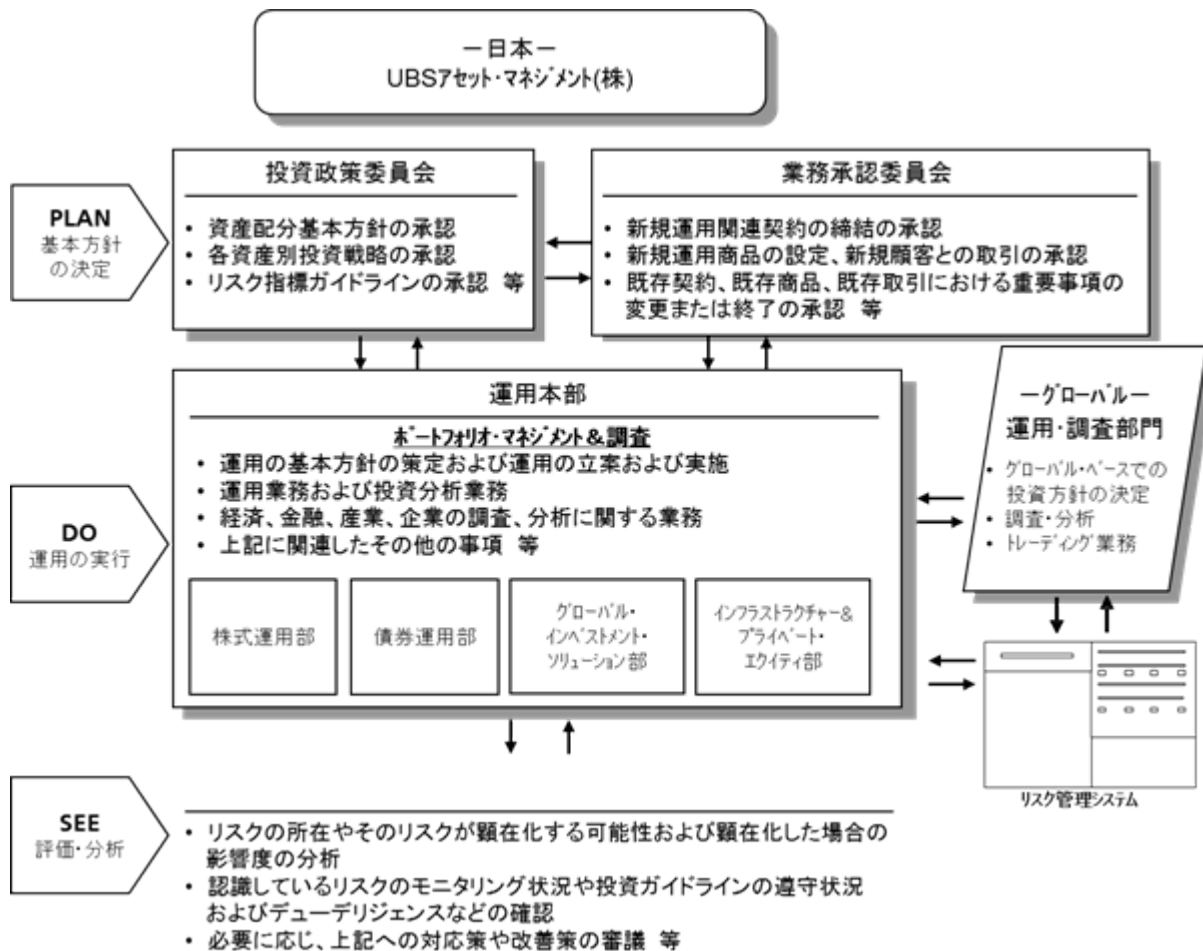 －日本－
UBSアセット・マネジメント(株)
投資政策委員会
・ 資産配分基本方針の承認
・ 各資産別投資戦略の承認
・ リスク指標ガイドラインの承認 等
業務承認委員会
・ 新規運用関連契約の締結の承認
・ 新規運用商品の設定、新規顧客との取引の承認
・ 既存契約、既存商品、既存取引における重要事項の
変更または終了の承認 等
PLAN
基本方針
の決定
運用本部
ポートフォリオ・マネジメント＆調査
・ 運用の基本方針の策定および運用の立案および実施
・ 運用業務および投資分析業務
・ 経済、金融、産業、企業の調査、分析に関する業務
・ 上記に関連したその他の事項 等
DO
運用の実行
株式運用部
債券運用部
グローバル・
インベストメント・
ソリューション部
インフラストラクチャー＆
プライベート・
エクイティ部
－グローバル－
運用・調査部門
・ グローバル・ベースでの
投資方針の決定
・ 調査・分析
・ トレーディング業務
リスク管理システム
SEE
評価・分析
・ リスクの所在やそのリスクが顕在化する可能性および顕在化した場合の
影響度の分析
・ 認識しているリスクのモニタリング状況や投資ガイドラインの遵守状況
およびデューデリジェンスなどの確認
・ 必要に応じ、上記への対応策や改善策の審議 等